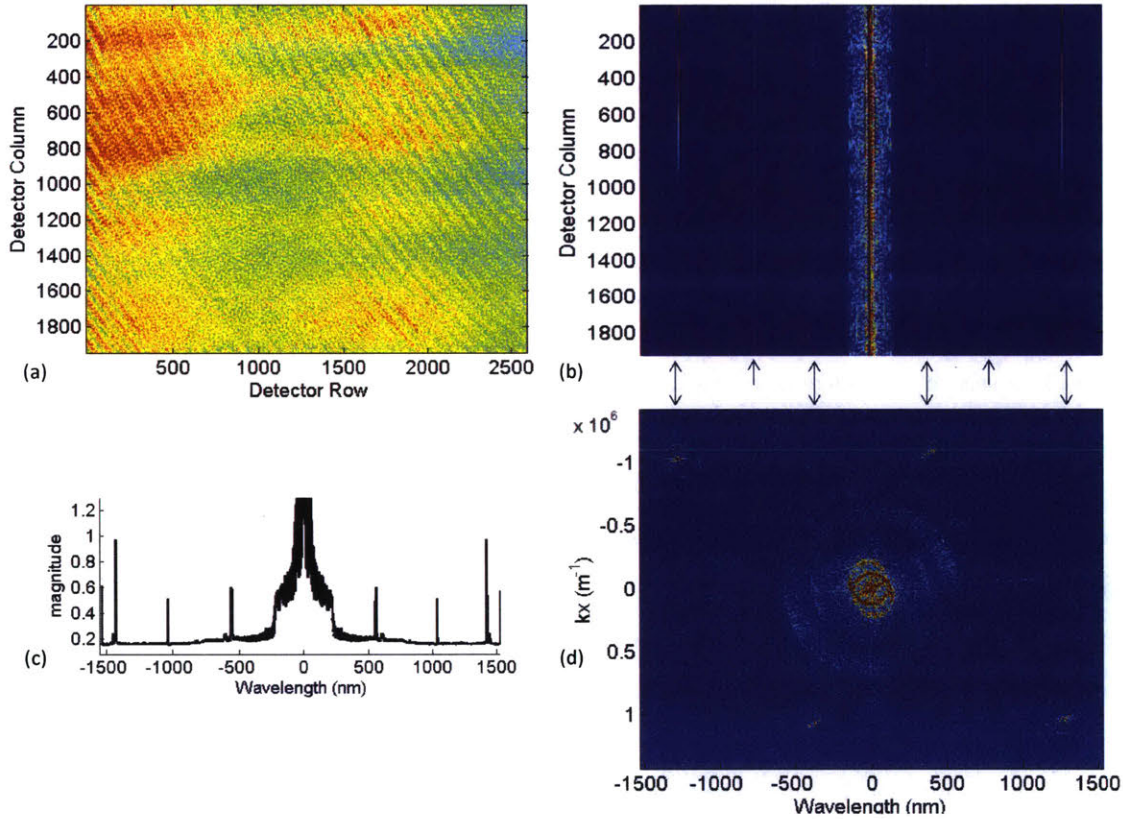 200
400
600
800
1000
1200
1400
1600
1800
Detector Column
500 1000 1500 2000 2500
Detector Row
(a)
200
400
600
800
1000
1200
1400
1600
1800
Detector Column
(b)
1.2
1
0.8
0.6
0.4
0.2
magnitude
-1500 -1000 -500 0 500 1000 1500
Wavelength (nm)
(c)
x 10⁶
-1
-0.5
0
0.5
1
kx (m⁻¹)
-1500 -1000 -500 0 500 1000 1500
Wavelength (nm)
(d)